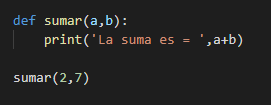 def sumar(a,b):
    print('La suma es = ',a+b)

sumar(2,7)